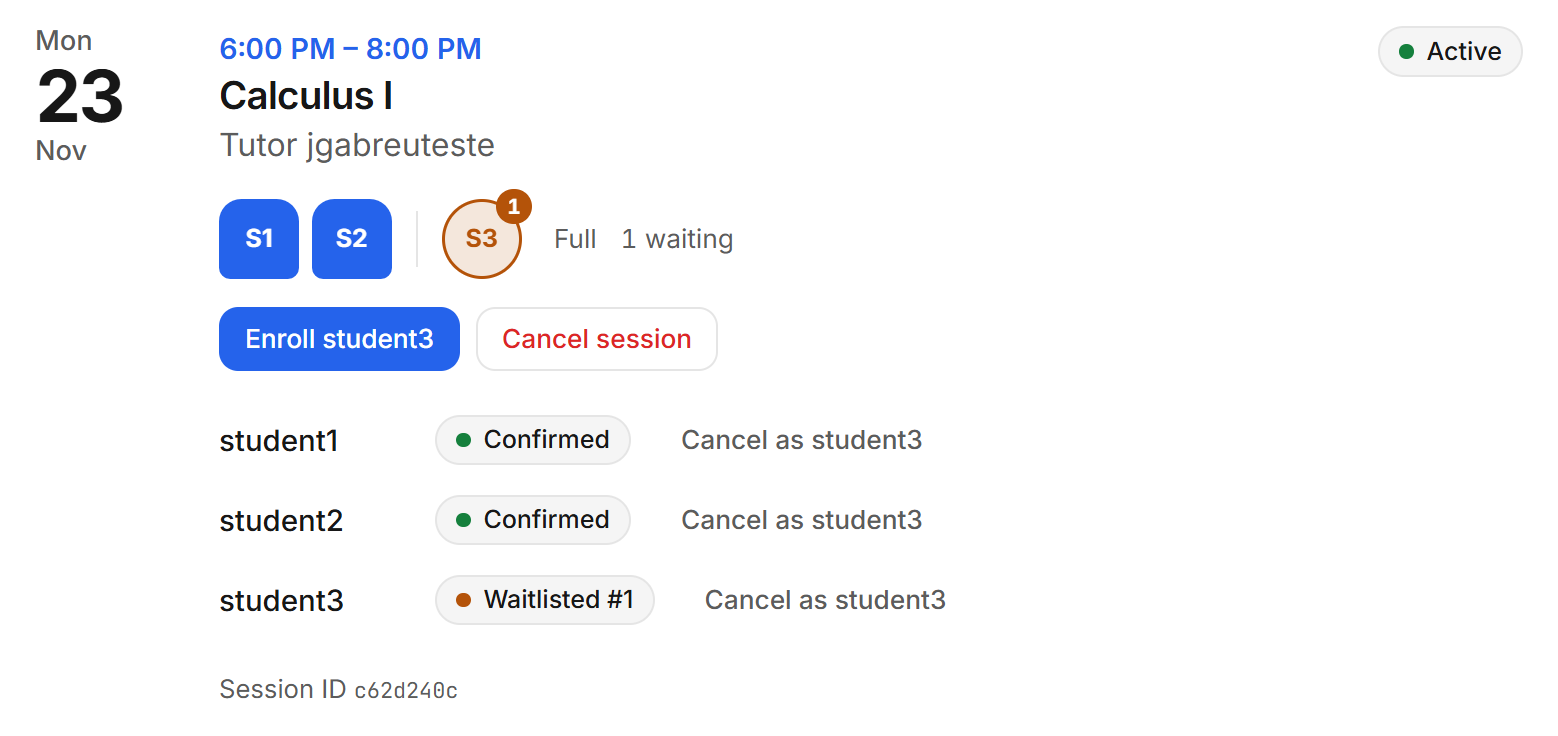 Mon
23
Nov
6:00 PM – 8:00 PM
Calculus I
Tutor jgabreuteste
Active
S1 S2 S3 1 Full 1 waiting
Enroll student3 Cancel session
student1 Confirmed Cancel as student3
student2 Confirmed Cancel as student3
student3 Waitlisted #1 Cancel as student3
Session ID c62d240c